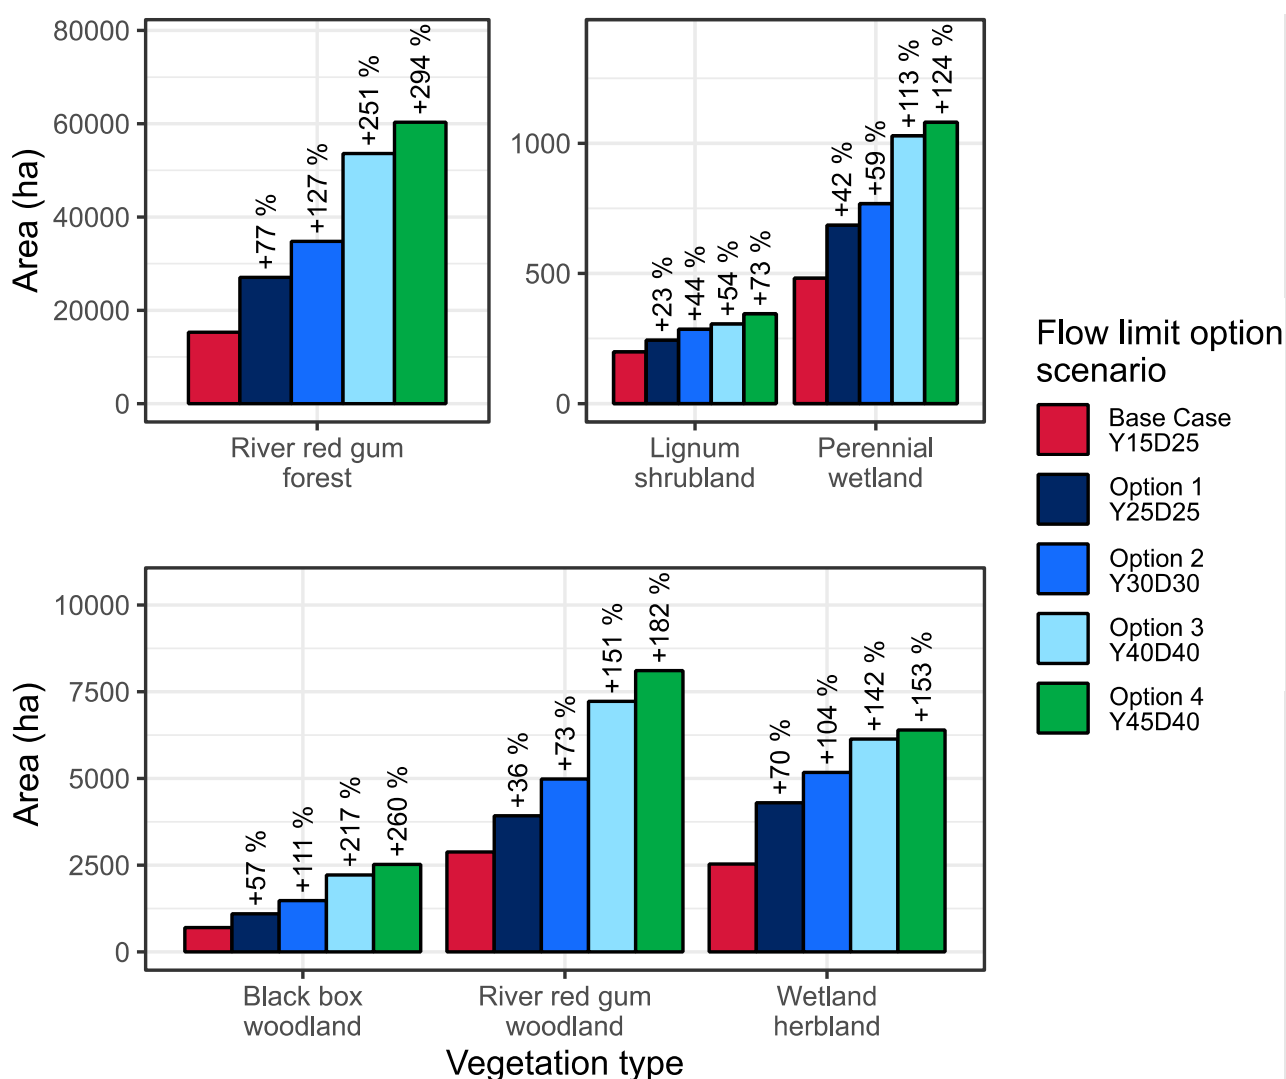 80000
60000
40000
20000
0
Area (ha)
+77 %
+127 %
+251 %
+294 %
River red gum
forest
1000
500
0
+23 %
+44 %
+54 %
+73 %
+42 %
+59 %
+113 %
+124 %
Lignum
shrubland
Perennial
wetland
10000
7500
5000
2500
0
Area (ha)
+57 %
+111 %
+217 %
+260 %
+36 %
+73 %
+151 %
+182 %
+70 %
+104 %
+142 %
+153 %
Black box
woodland
River red gum
woodland
Wetland
herbland
Vegetation type
Flow limit option
scenario
Base Case
Y15D25
Option 1
Y25D25
Option 2
Y30D30
Option 3
Y40D40
Option 4
Y45D40